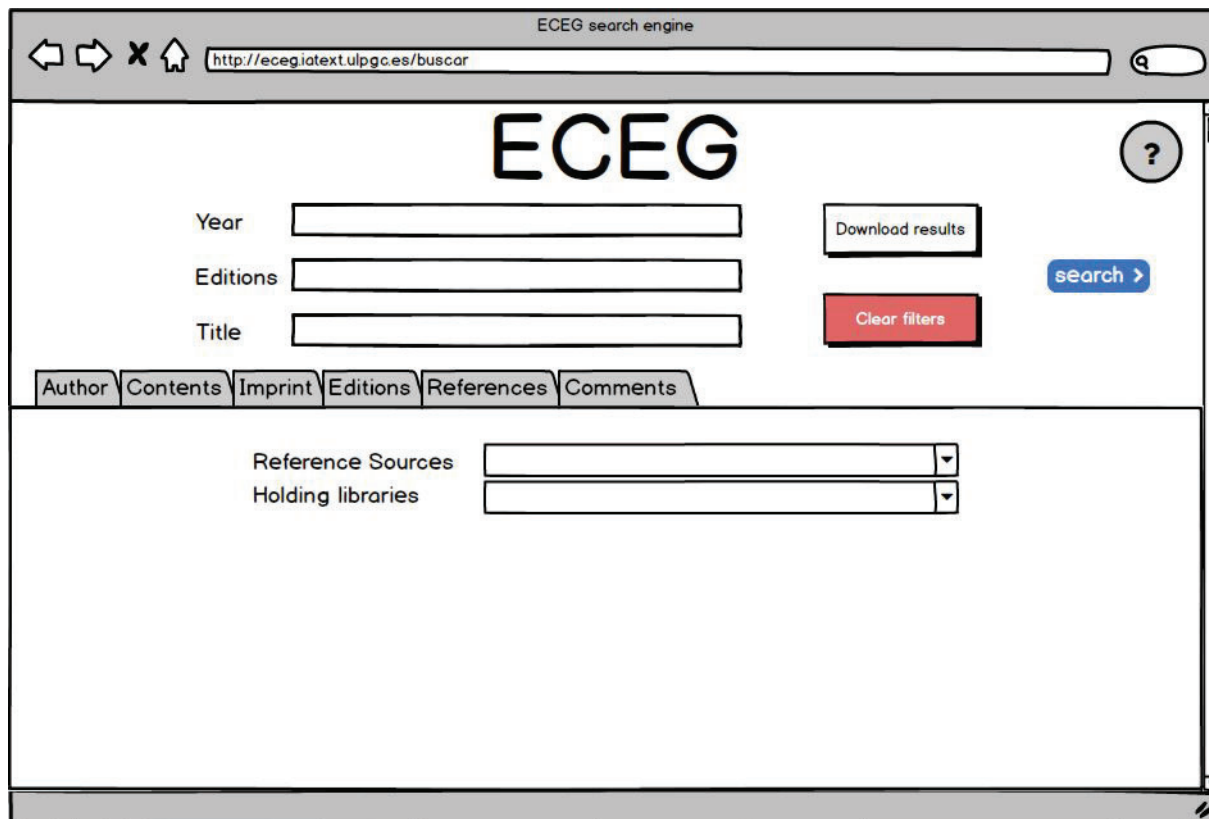 ECEG search engine
http://eceg.iatext.ulpgc.es/buscar
ECEG
?
Year
Download results
Editions
search >
Title
Clear filters
Author Contents Imprint Editions References Comments
Reference Sources
Holding libraries